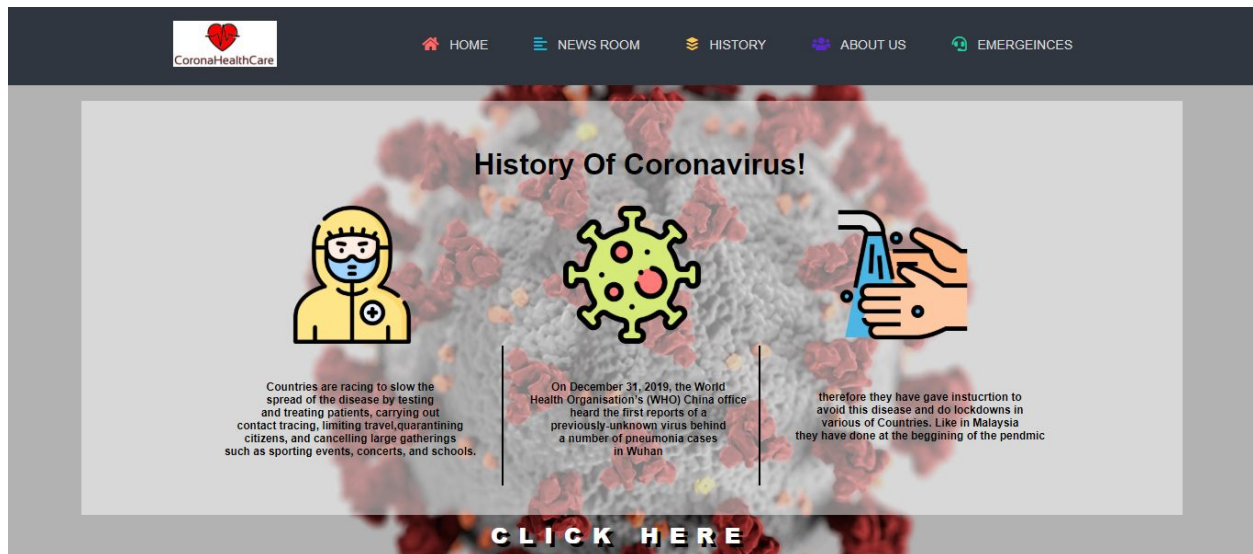 CoronaHealthCare
HOME
NEWS ROOM
HISTORY
ABOUT US
EMERGEINCES
History Of Coronavirus!
Countries are racing to slow the
spread of the disease by testing
and treating patients, carrying out
contact tracing, limiting travel,quarantining
citizens, and cancelling large gatherings
such as sporting events, concerts, and schools.
On December 31, 2019, the World
Health Organisation's (WHO) China office
heard the first reports of a
previously-unknown virus behind
a number of pneumonia cases
in Wuhan
therefore they have gave instucrtion to
avoid this disease and do lockdowns in
various of Countries. Like in Malaysia
they have done at the beggining of the pendmic
CLICK HERE